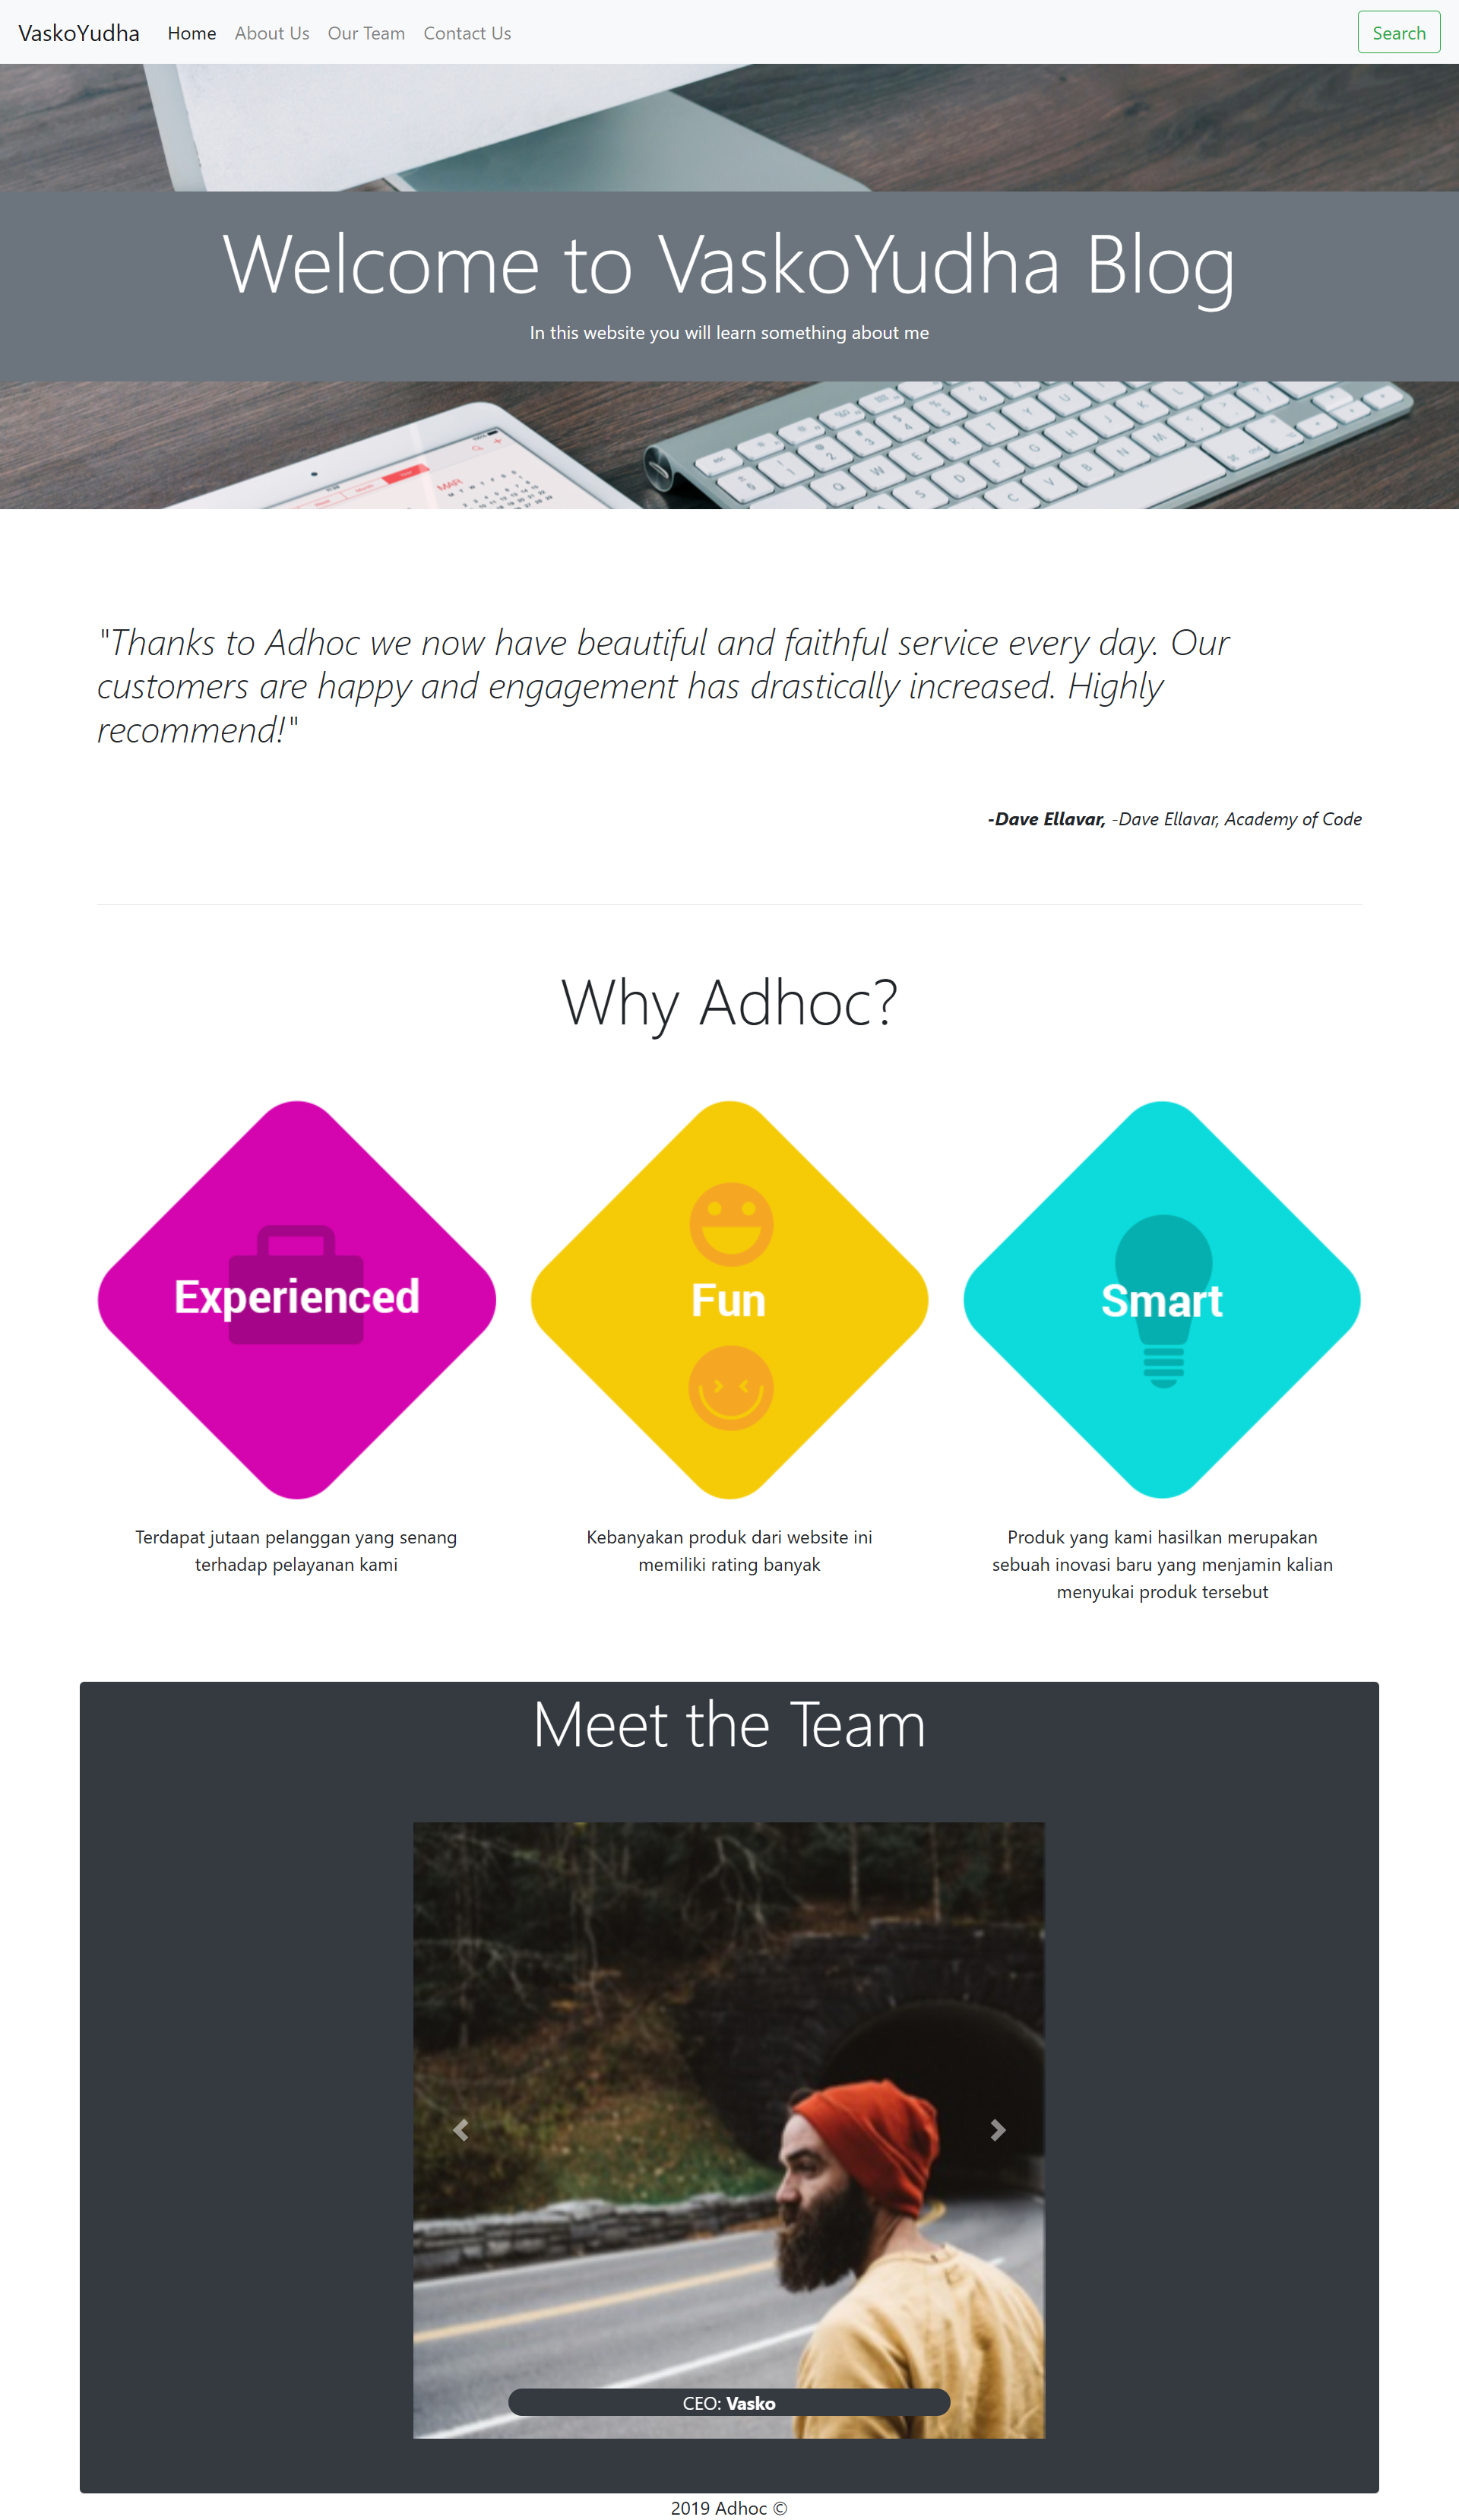 VaskoYudha Home About Us Our Team Contact Us Search
Welcome to VaskoYudha Blog
In this website you will learn something about me
MAR
"Thanks to Adhoc we now have beautiful and faithful service every day. Our
customers are happy and engagement has drastically increased. Highly
recommend!"
-Dave Ellavar, -Dave Ellavar, Academy of Code
Why Adhoc?
Experienced
Fun
Smart
Terdapat jutaan pelanggan yang senang
terhadap pelayanan kami
Kebanyakan produk dari website ini
memiliki rating banyak
Produk yang kami hasilkan merupakan
sebuah inovasi baru yang menjamin kalian
menyukai produk tersebut
Meet the Team
CEO: Vasko
2019 Adhoc ©